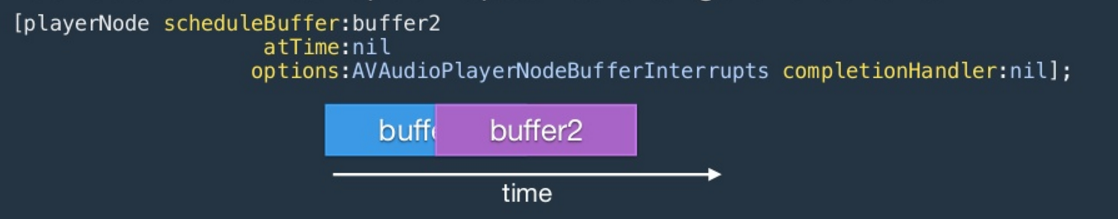 [playerNode scheduleBuffer:buffer2
atTime:nil
options:AVAudioPlayerNodeBufferInterrupts completionHandler:nil];
buffer2
time